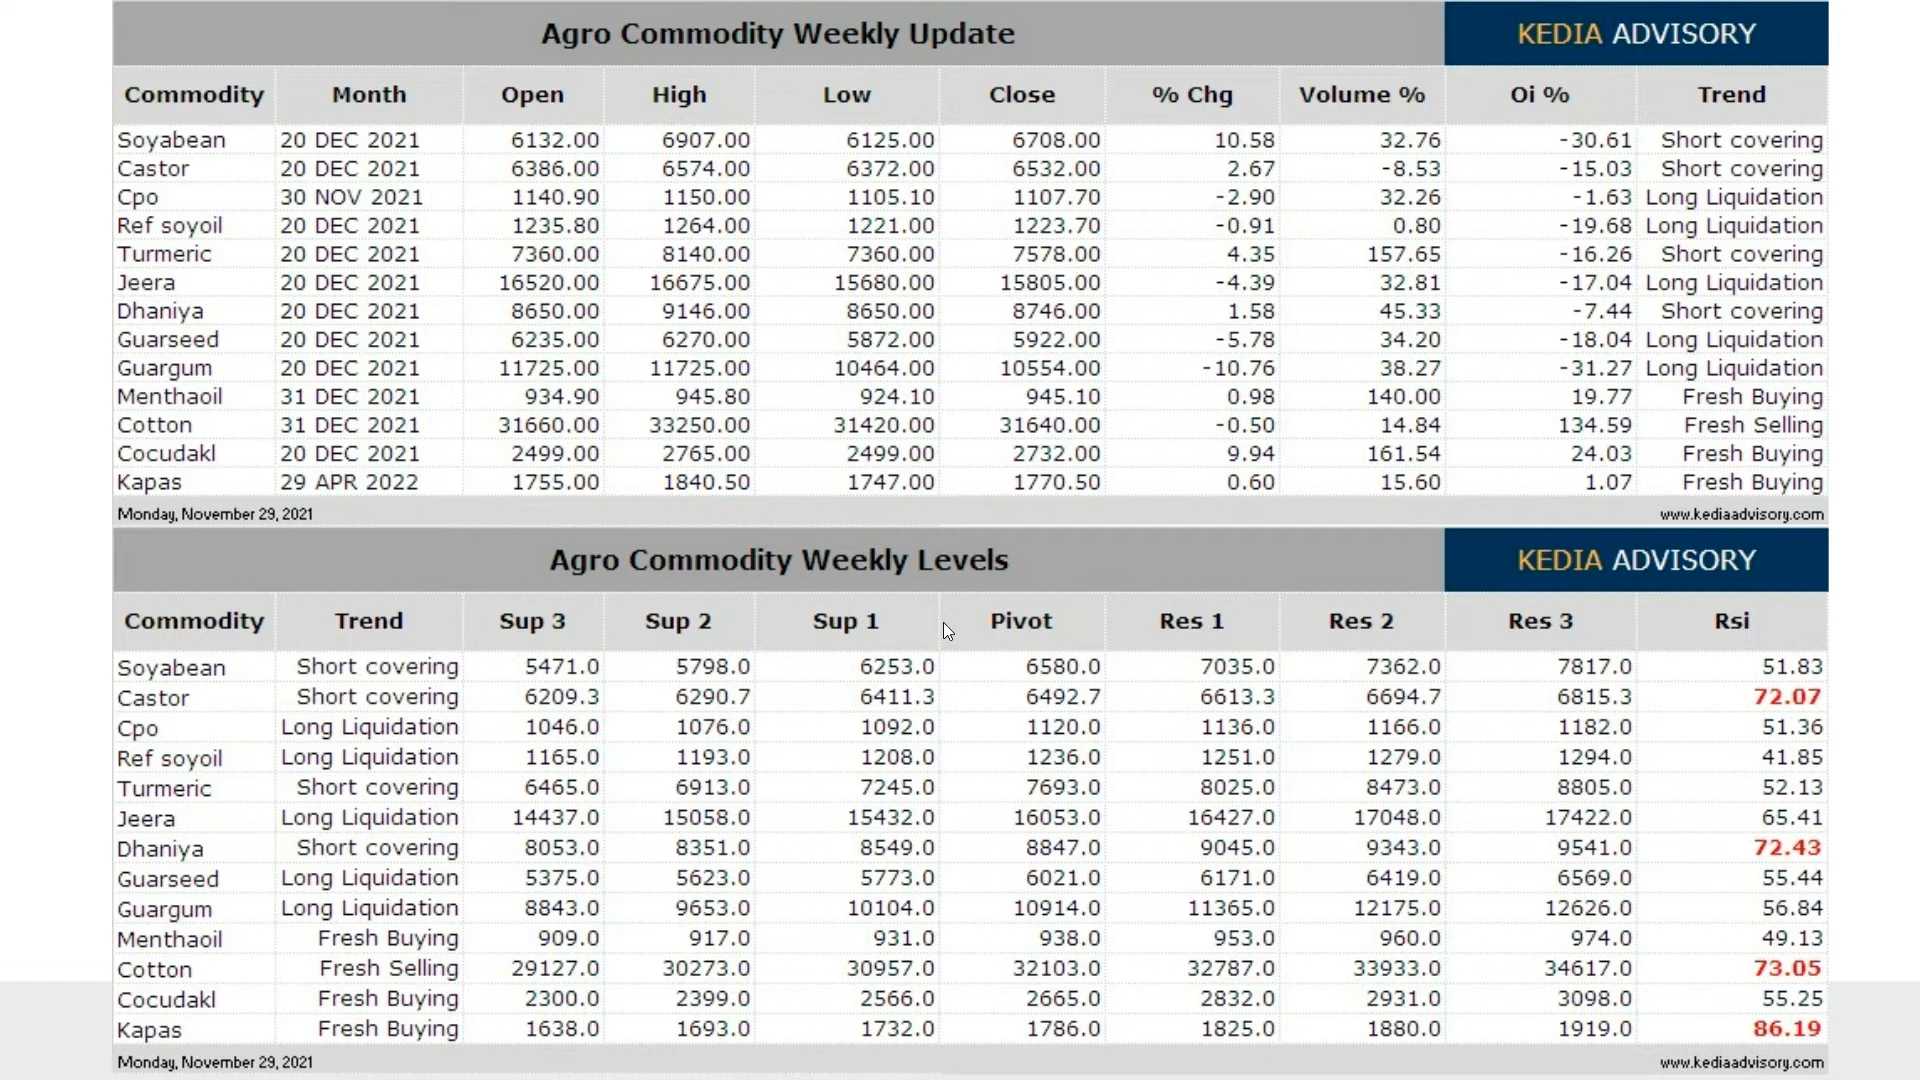 Agro Commodity Weekly Update KEDIA ADVISORY
Commodity Month Open High Low Close % Chg Volume % Oi % Trend
Soyabean 20 DEC 2021 6132.00 6907.00 6125.00 6708.00 10.58 32.76 -30.61 Short covering
Castor 20 DEC 2021 6386.00 6574.00 6372.00 6532.00 2.67 -8.53 -15.03 Short covering
Cpo 30 NOV 2021 1140.90 1150.00 1105.10 1107.70 -2.90 32.26 -1.63 Long Liquidation
Ref soyoil 20 DEC 2021 1235.80 1264.00 1221.00 1223.70 -0.91 0.80 -19.68 Long Liquidation
Turmeric 20 DEC 2021 7360.00 8140.00 7360.00 7578.00 4.35 157.65 -16.26 Short covering
Jeera 20 DEC 2021 16520.00 16675.00 15680.00 15805.00 -4.39 32.81 -17.04 Long Liquidation
Dhaniya 20 DEC 2021 8650.00 9146.00 8650.00 8746.00 1.58 45.33 -7.44 Short covering
Guarseed 20 DEC 2021 6235.00 6270.00 5872.00 5922.00 -5.78 34.20 -18.04 Long Liquidation
Guargum 20 DEC 2021 11725.00 11725.00 10464.00 10554.00 -10.76 38.27 -31.27 Long Liquidation
Menthaoil 31 DEC 2021 934.90 945.80 924.10 945.10 0.98 140.00 19.77 Fresh Buying
Cotton 31 DEC 2021 31660.00 33250.00 31420.00 31640.00 -0.50 14.84 134.59 Fresh Selling
Cocudakl 20 DEC 2021 2499.00 2765.00 2499.00 2732.00 9.94 161.54 24.03 Fresh Buying
Kapas 29 APR 2022 1755.00 1840.50 1747.00 1770.50 0.60 15.60 1.07 Fresh Buying
Monday, November 29, 2021 www.kediaadvisory.com
Agro Commodity Weekly Levels KEDIA ADVISORY
Commodity Trend Sup 3 Sup 2 Sup 1 Pivot Res 1 Res 2 Res 3 Rsi
Soyabean Short covering 5471.0 5798.0 6253.0 6580.0 7035.0 7362.0 7817.0 51.83
Castor Short covering 6209.3 6290.7 6411.3 6492.7 6613.3 6694.7 6815.3 72.07
Cpo Long Liquidation 1046.0 1076.0 1092.0 1120.0 1136.0 1166.0 1182.0 51.36
Ref soyoil Long Liquidation 1165.0 1193.0 1208.0 1236.0 1251.0 1279.0 1294.0 41.85
Turmeric Short covering 6465.0 6913.0 7245.0 7693.0 8025.0 8473.0 8805.0 52.13
Jeera Long Liquidation 14437.0 15058.0 15432.0 16053.0 16427.0 17048.0 17422.0 65.41
Dhaniya Short covering 8053.0 8351.0 8549.0 8847.0 9045.0 9343.0 9541.0 72.43
Guarseed Long Liquidation 5375.0 5623.0 5773.0 6021.0 6171.0 6419.0 6569.0 55.44
Guargum Long Liquidation 8843.0 9653.0 10104.0 10914.0 11365.0 12175.0 12626.0 56.84
Menthaoil Fresh Buying 909.0 917.0 931.0 938.0 953.0 960.0 974.0 49.13
Cotton Fresh Selling 29127.0 30273.0 30957.0 32103.0 32787.0 33933.0 34617.0 73.05
Cocudakl Fresh Buying 2300.0 2399.0 2566.0 2665.0 2832.0 2931.0 3098.0 55.25
Kapas Fresh Buying 1638.0 1693.0 1732.0 1786.0 1825.0 1880.0 1919.0 86.19
Monday, November 29, 2021 www.kediaadvisory.com